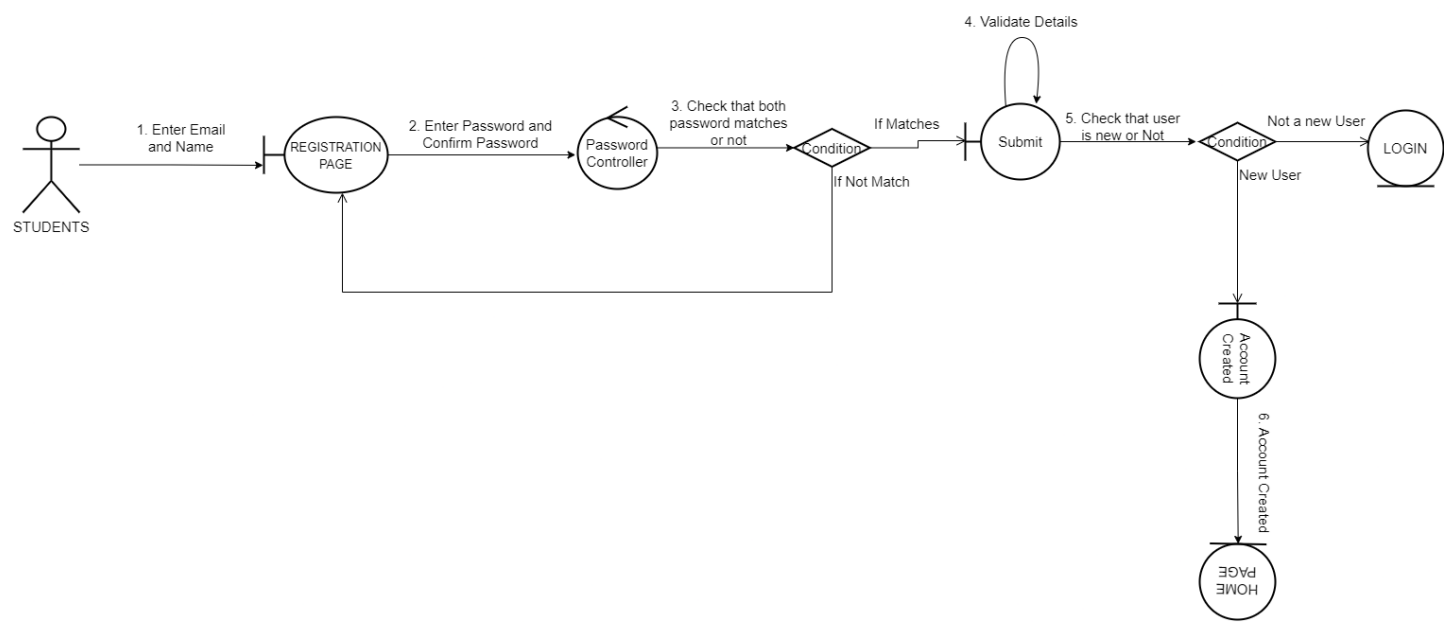 4. Validate Details
1. Enter Email
and Name
STUDENTS
REGISTRATION
PAGE
2. Enter Password and
Confirm Password
Password
Controller
3. Check that both
password matches
or not
Condition
If Matches
If Not Match
Submit
5. Check that user
is new or Not
Condition
Not a new User
New User
LOGIN
Account
Created
6. Account Created
HOME
PAGE